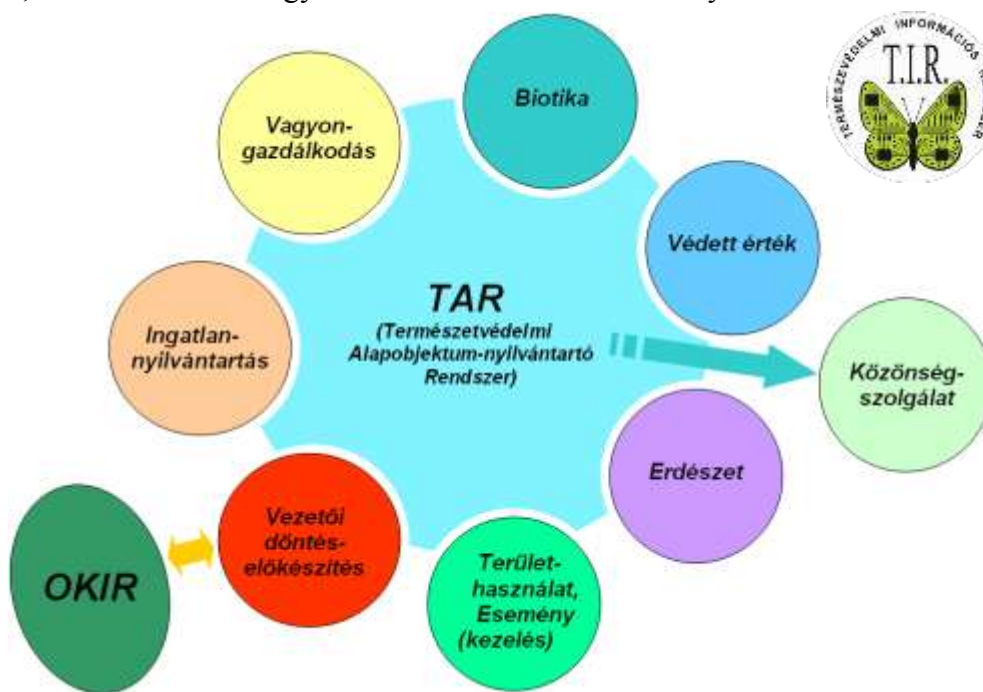 TERMÉSZEVÉDELMI INFORMÁCIÓS
T.I.R.
Biotika
Vagyon-
gazdálkodás
Védett érték
TAR
(Természetvédelmi
Alapobjektum-nyilvántartó
Rendszer)
Ingatlan-
nyilvántartás
Közönség-
szolgálat
Erdészet
Vezetői
döntés-
előkészítés
Terület-
használat,
Esemény
(kezelés)
OKIR